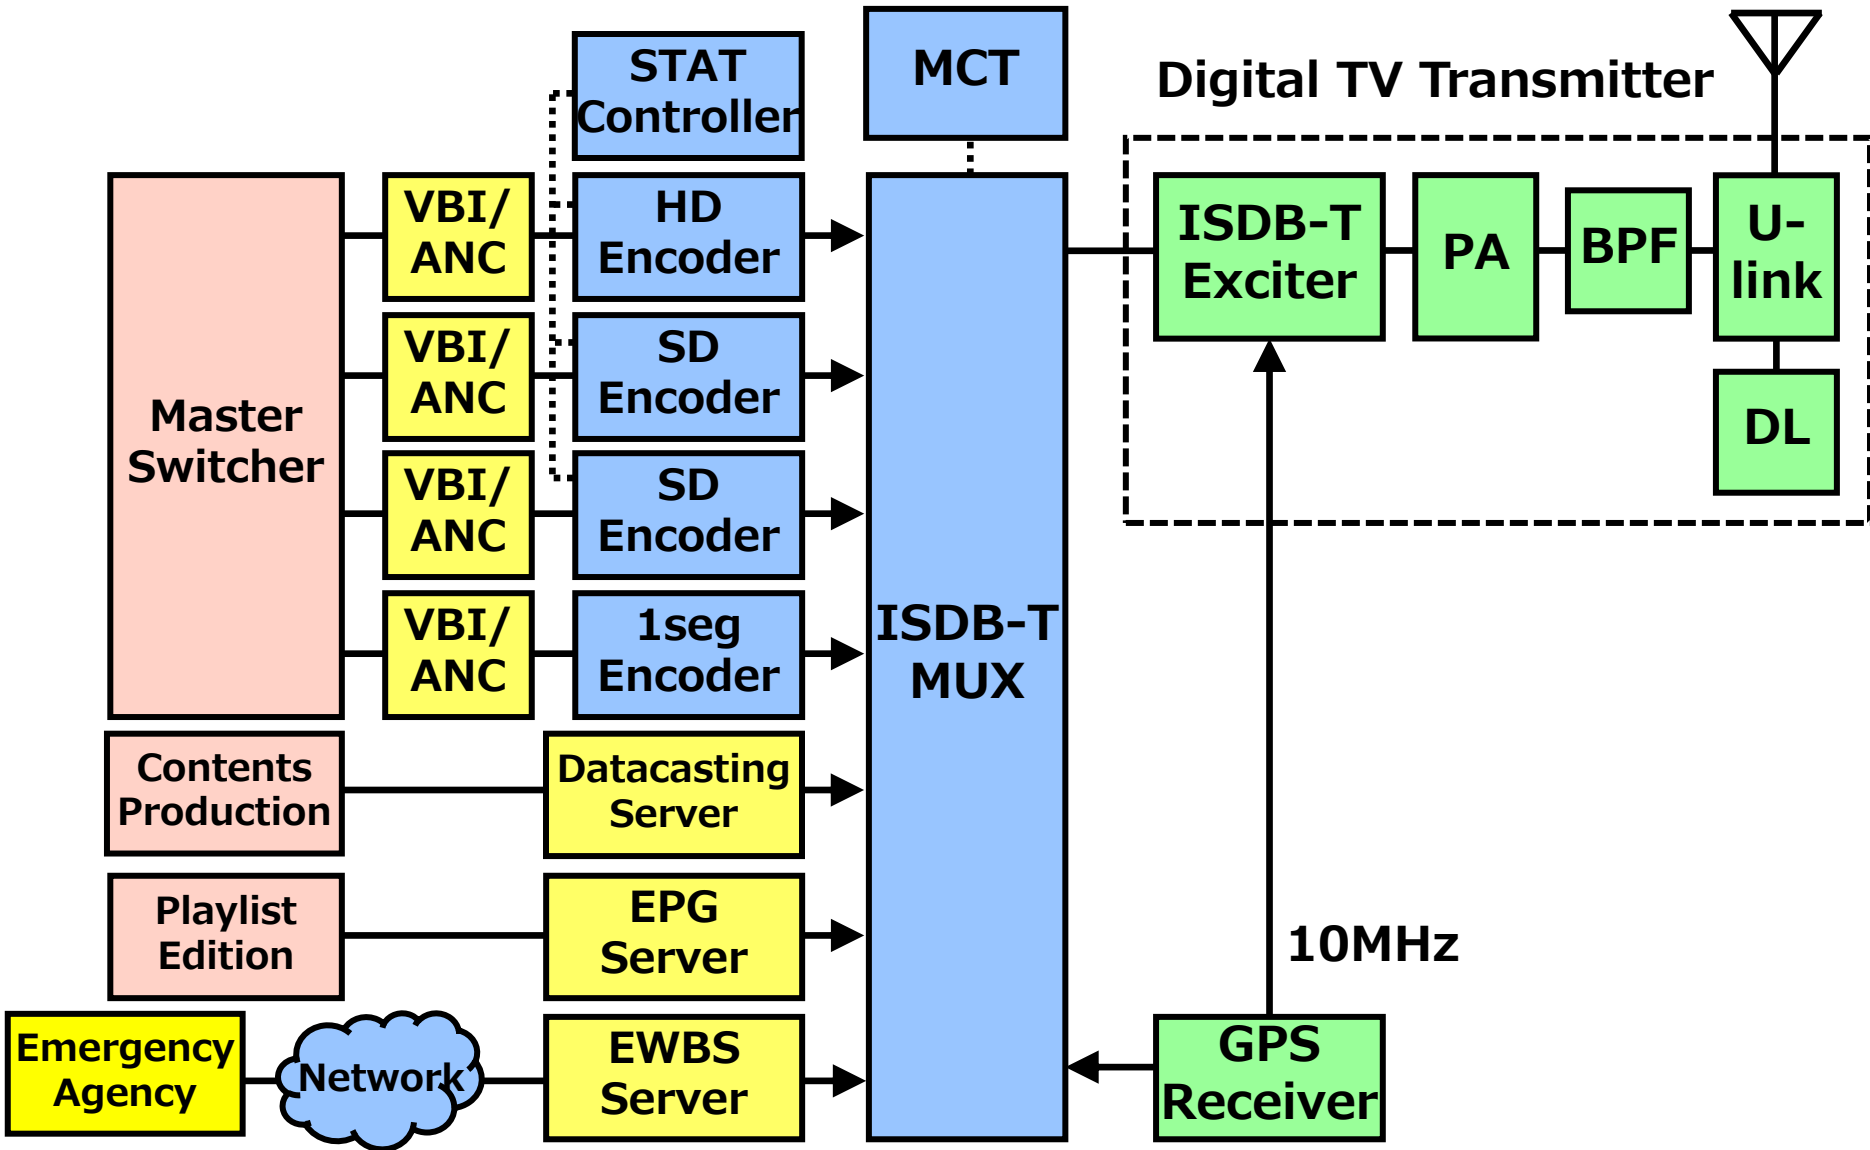 STAT
Controller
MCT
Digital TV Transmitter
Master
Switcher
VBI/
ANC
HD
Encoder
VBI/
ANC
SD
Encoder
VBI/
ANC
SD
Encoder
VBI/
ANC
1seg
Encoder
ISDB-T
MUX
ISDB-T
Exciter
PA
BPF
U-
link
DL
Contents
Production
Datacasting
Server
Playlist
Edition
EPG
Server
10MHz
Emergency
Agency
Network
EWBS
Server
GPS
Receiver